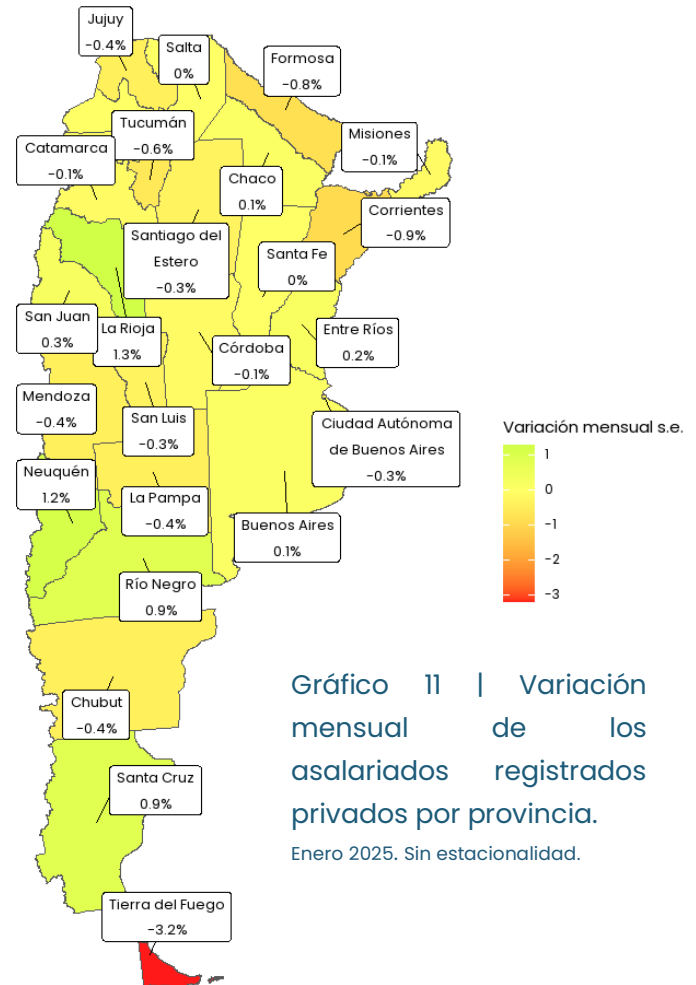 Jujuy
-0.4%
Salta
0%
Formosa
-0.8%
Tucumán
-0.6%
Misiones
-0.1%
Catamarca
-0.1%
Chaco
0.1%
Corrientes
-0.9%
Santiago del
Estero
-0.3%
Santa Fe
0%
San Juan
0.3%
La Rioja
1.3%
Córdoba
-0.1%
Entre Ríos
0.2%
Mendoza
-0.4%
San Luis
-0.3%
Ciudad Autónoma
de Buenos Aires
-0.3%
Neuquén
1.2%
La Pampa
-0.4%
Buenos Aires
0.1%
Río Negro
0.9%
Chubut
-0.4%
Santa Cruz
0.9%
Tierra del Fuego
-3.2%
Variación mensual s.e.
1
0
-1
-2
-3
Gráfico 11 | Variación
mensual de los
asalariados registrados
privados por provincia.
Enero 2025. Sin estacionalidad.